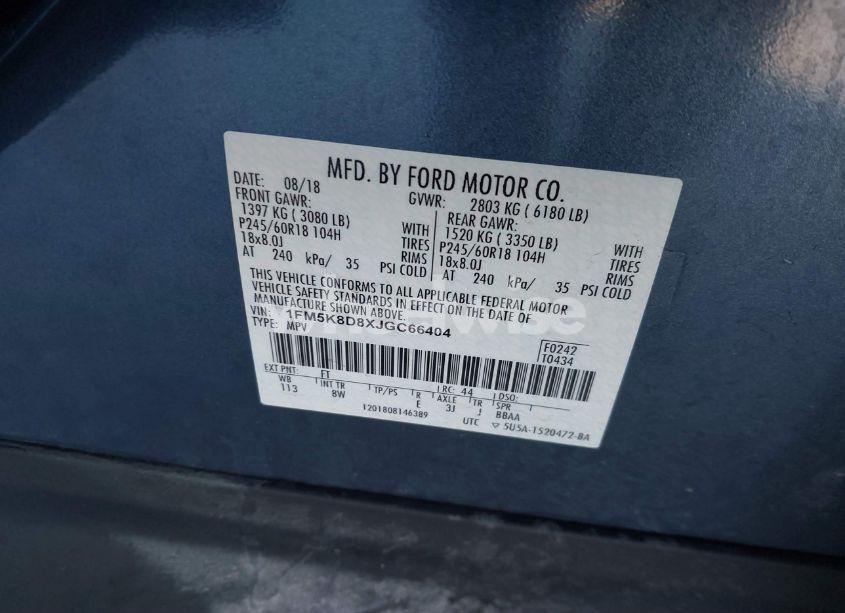 MFD. BY FORD MOTOR CO.
DATE: 08/18 GVWR: 2803 KG ( 6180 LB)
FRONT GAWR: REAR GAWR:
1397 KG ( 3080 LB) WITH 1520 KG ( 3350 LB) WITH
P245/60R18 104H TIRES P245/60R18 104H TIRES
18x8.0J RIMS 18x8.0J RIMS
AT 240 kPa/ 35 PSI COLD AT 240 kPa/ 35 PSI COLD
THIS VEHICLE CONFORMS TO ALL APPLICABLE FEDERAL MOTOR
VEHICLE SAFETY STANDARDS IN EFFECT ON THE DATE OF
MANUFACTURE SHOWN ABOVE.
VIN: 1FM5K8D8XJGC66404
TYPE: MPV
F0242
T0434
EXT PNT: FT RC: 44 DSO:
WB INT TR TP/PS R AXLE TR SPR
113 8W E 3J J BBAA
1201808146389 UTC ▽ 5U5A-1520472-BA